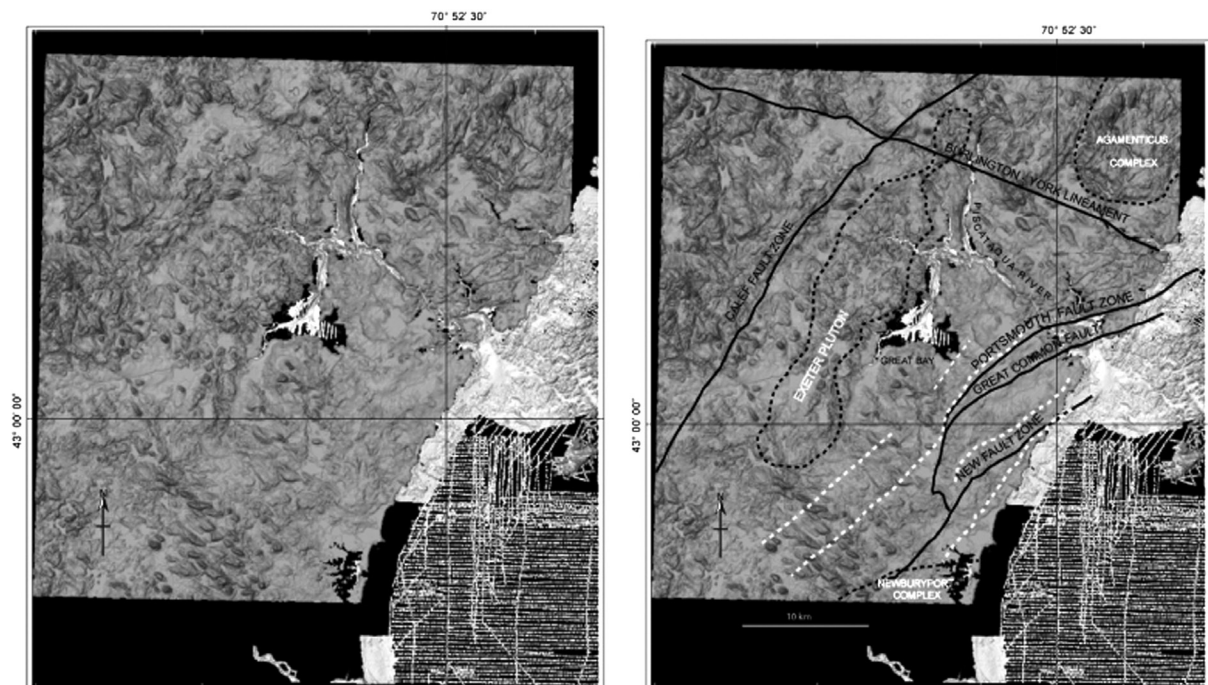 70° 52' 30"
43° 00' 00"
N
70° 52' 30"
AGAMENTICUS
COMPLEX
BURLINGTON - YORK LINEAMENT
CALEF FAULT ZONE
PISCATAQUA RIVER
PORTSMOUTH FAULT ZONE
GREAT COMMON FAULT
EXETER PLUTON
GREAT BAY
43° 00' 00"
NEW FAULT ZONE
N
NEWBURYPORT
COMPLEX
10 km